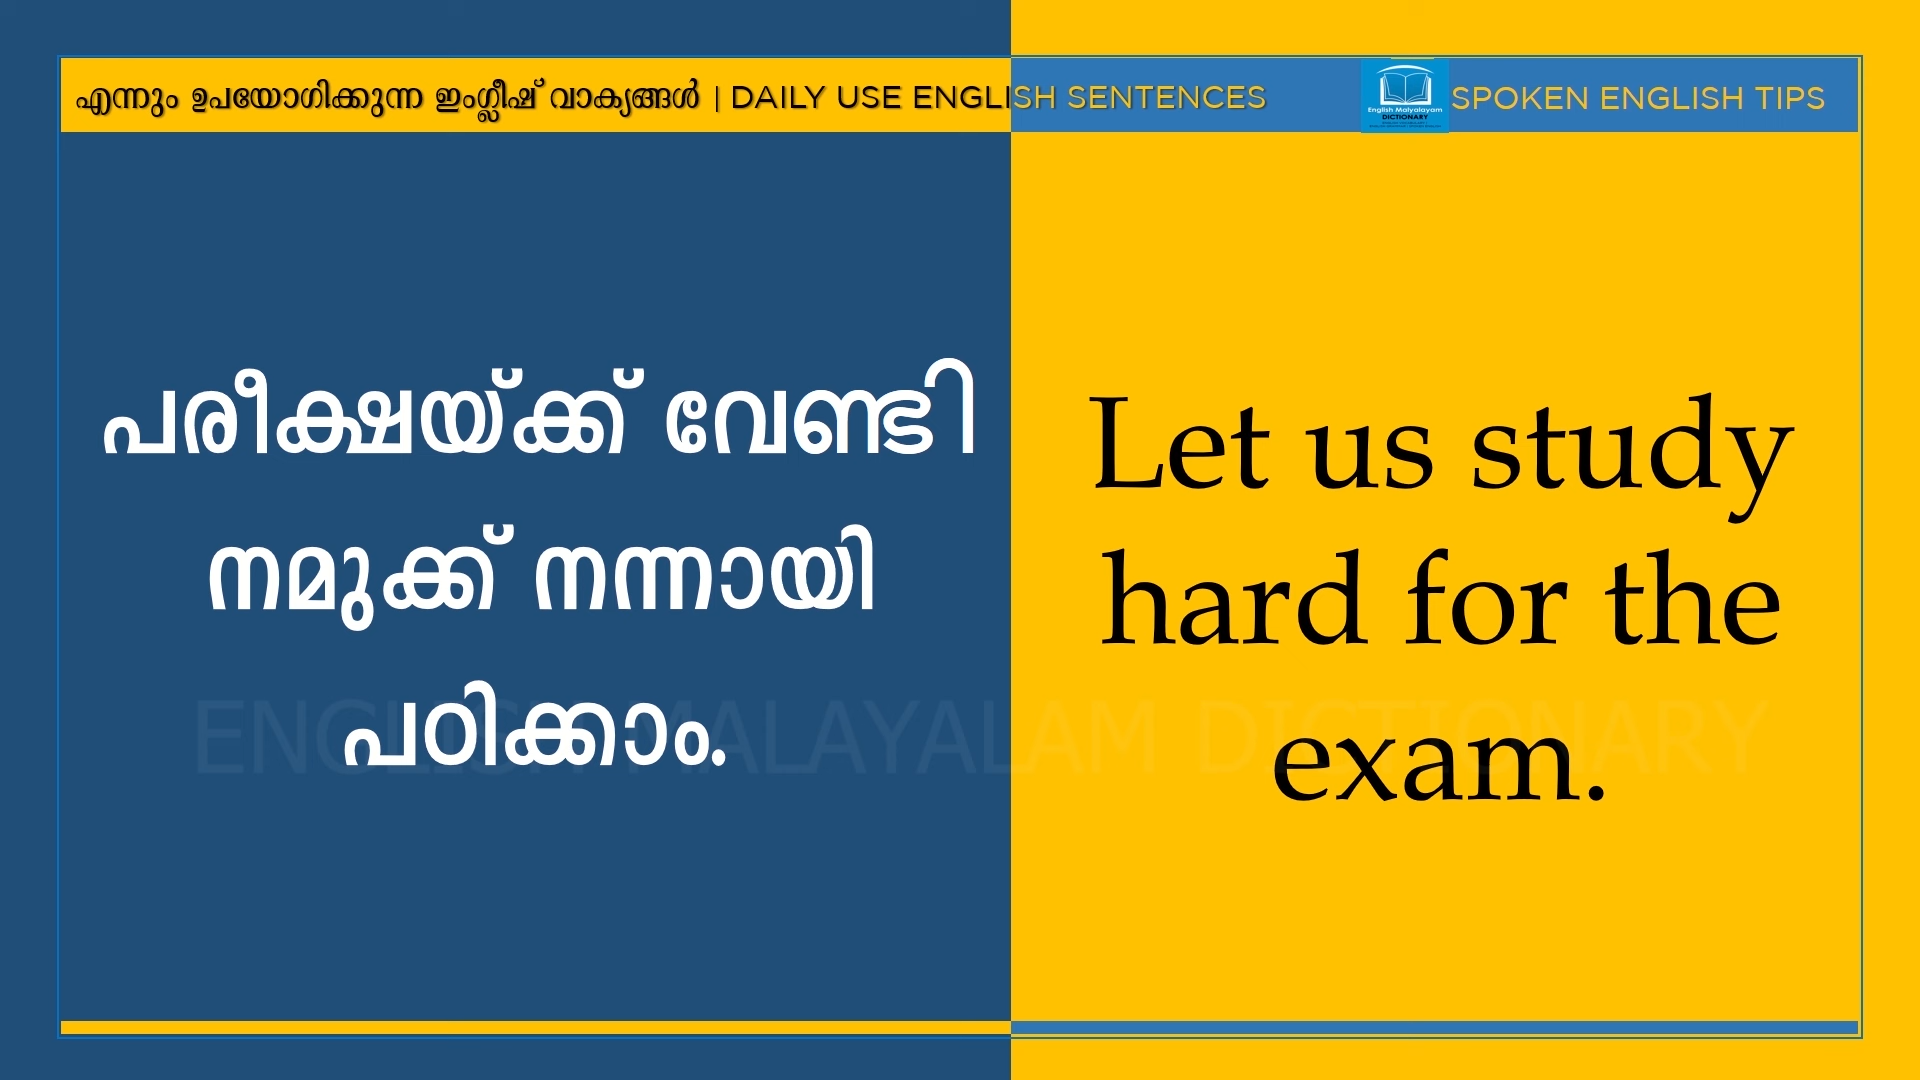 എന്നും ഉപയോഗിക്കുന്ന ഇംഗ്ലീഷ് വാക്യങ്ങൾ | DAILY USE ENGLISH SENTENCES
English Malyalayam
DICTIONARY
SPOKEN ENGLISH TIPS
പരീക്ഷയ്ക്ക് വേണ്ടി
നമുക്ക് നന്നായി
പഠിക്കാം.
Let us study
hard for the
exam.
ENGLISH MALAYALAM DICTIONARY